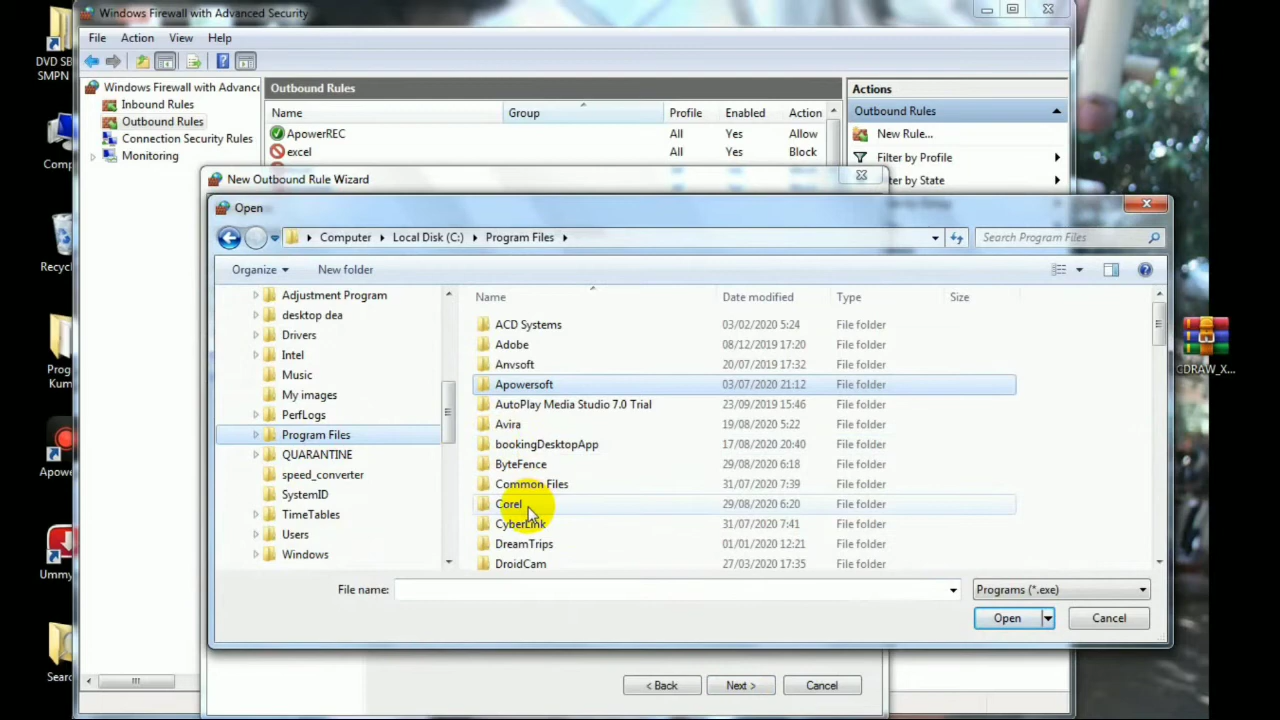 Windows Firewall with Advanced Security
File Action View Help
DVD SE
SMPN
Comp
Recyc
Prog
Kum
Apowe
Ummy
Sear
Windows Firewall with Advance
Inbound Rules
Outbound Rules
Connection Security Rules
Monitoring
Outbound Rules
Name Group Profile Enabled Action
ApowerREC All Yes Allow
excel All Yes Block
Actions
Outbound Rules
New Rule...
Filter by Profile
er by State
New Outbound Rule Wizard
Open
Computer Local Disk (C:) Program Files
Search Program Files
Organize New folder
Adjustment Program
desktop dea
Drivers
Intel
Music
My images
PerfLogs
Program Files
QUARANTINE
speed_converter
SystemID
TimeTables
Users
Windows
Name Date modified Type Size
ACD Systems 03/02/2020 5:24 File folder
Adobe 08/12/2019 17:20 File folder
Anvsoft 20/07/2019 17:32 File folder
Apowersoft 03/07/2020 21:12 File folder
AutoPlay Media Studio 7.0 Trial 23/09/2019 15:46 File folder
Avira 19/08/2020 5:22 File folder
bookingDesktopApp 17/08/2020 20:40 File folder
ByteFence 29/08/2020 6:18 File folder
Common Files 31/07/2020 7:39 File folder
Corel 29/08/2020 6:20 File folder
CyberLink 31/07/2020 7:41 File folder
DreamTrips 01/01/2020 12:21 File folder
DroidCam 27/03/2020 17:35 File folder
File name: Programs (*.exe)
Open Cancel
< Back Next > Cancel
CDRAW_X...